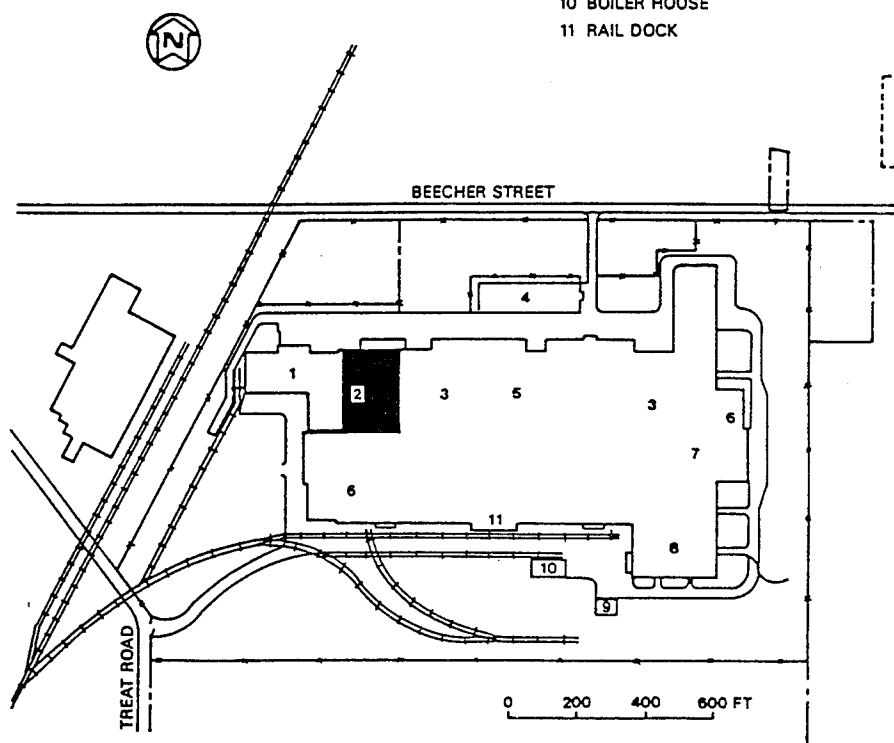 10 BOILER HOUSE
11 RAIL DOCK
N
BEECHER STREET
4
1
2
3
5
3
6
7
6
11
8
10
9
TREAT ROAD
0 200 400 600 FT